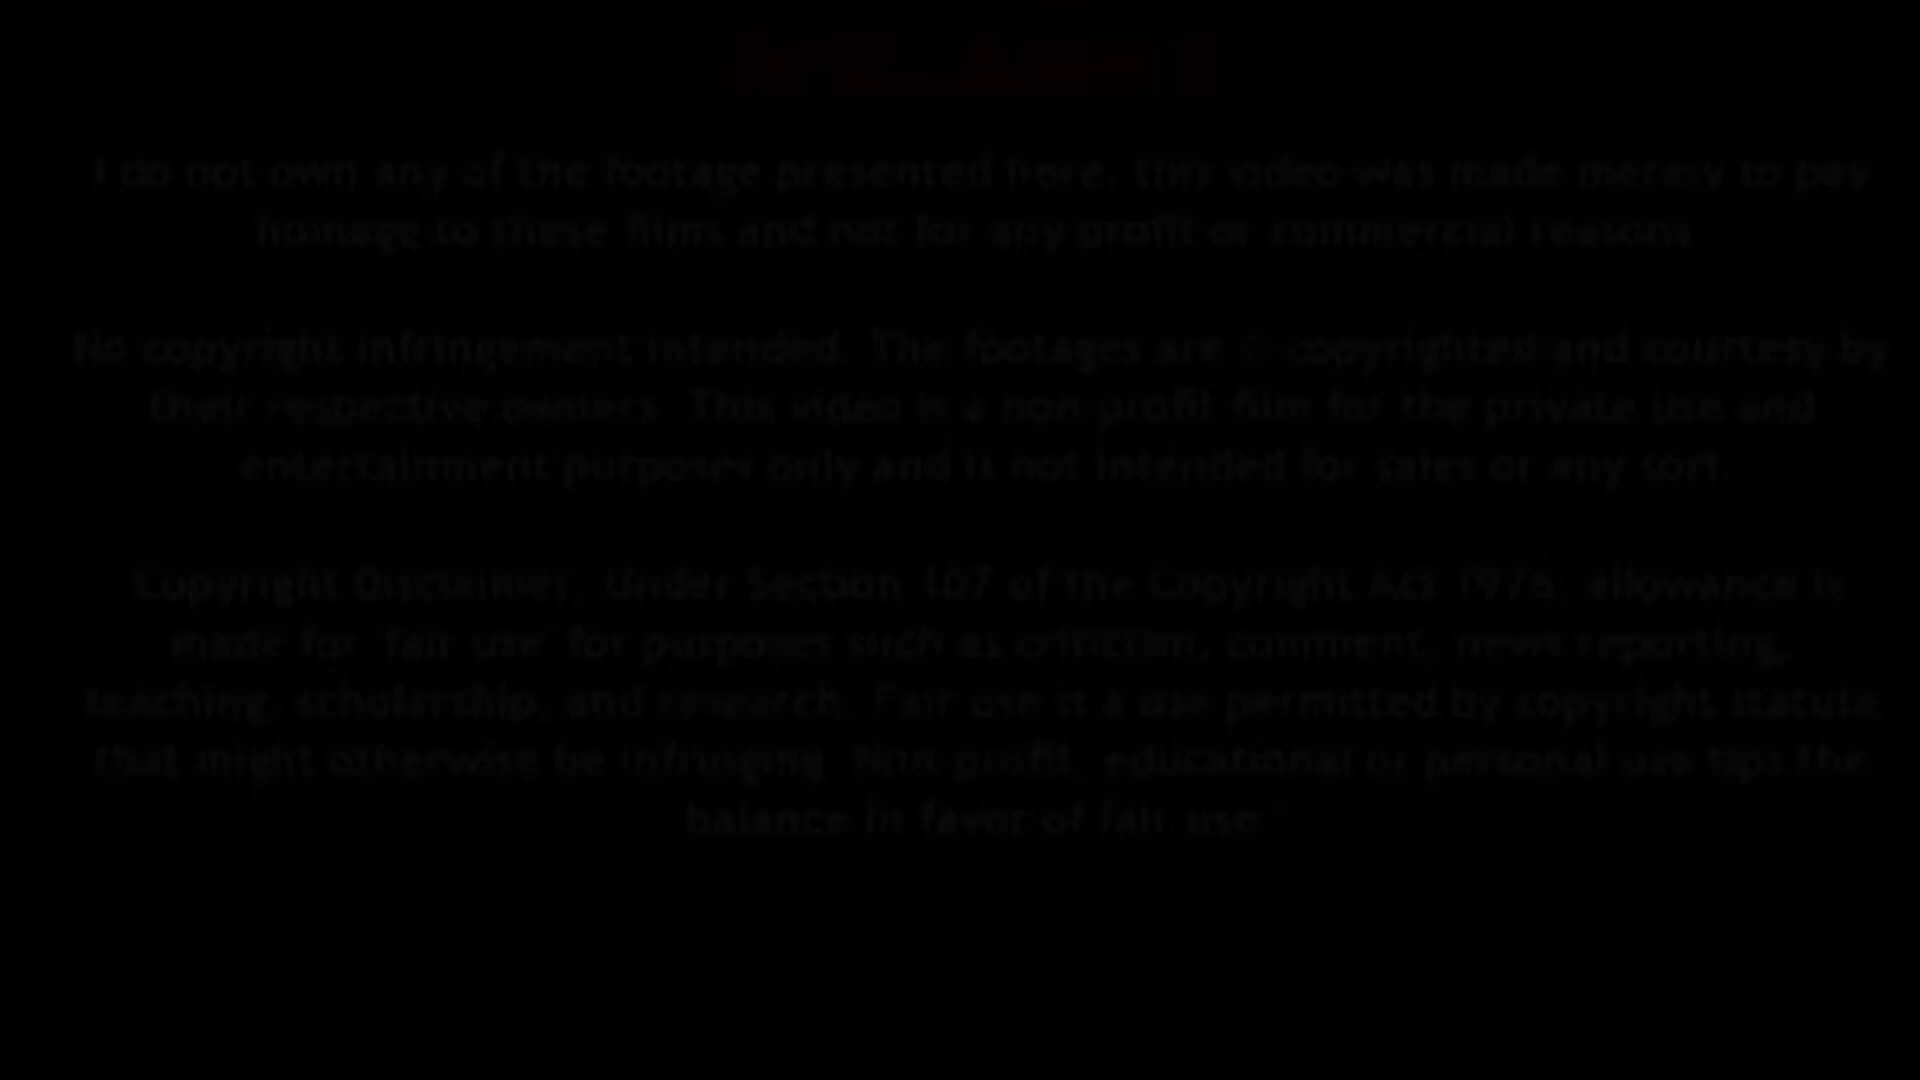 I do not own any of the footage presented here, this video was made merely to pay
homage to these films and not for any profit or commercial reasons.
No copyright infringement intended. The footages are © copyrighted and courtesy by
their respective owners. This video is a non-profit film for the private use and
entertainment purposes only and is not intended for sales or any sort.
Copyright Disclaimer, Under Section 107 of the Copyright Act 1976, allowance is
made for 'fair use' for purposes such as criticism, comment, news reporting,
teaching, scholarship, and research. Fair use is a use permitted by copyright statute
that might otherwise be infringing. Non-profit, educational or personal use tips the
balance in favor of fair use."